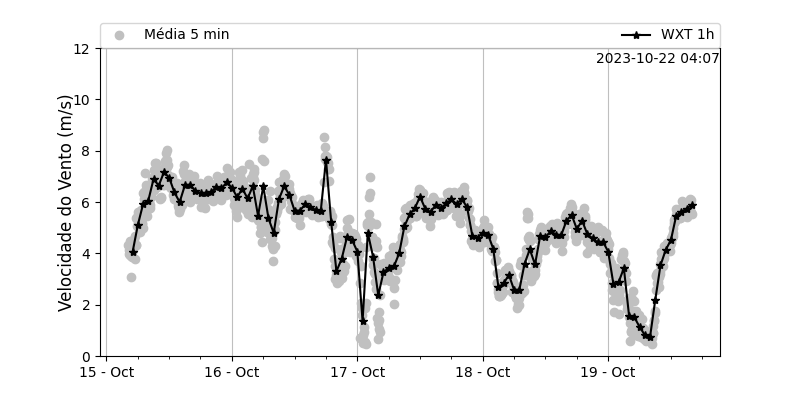 Média 5 min
WXT 1h
2023-10-22 04:07
Velocidade do Vento (m/s)
12
10
8
6
4
2
0
15 - Oct
16 - Oct
17 - Oct
18 - Oct
19 - Oct